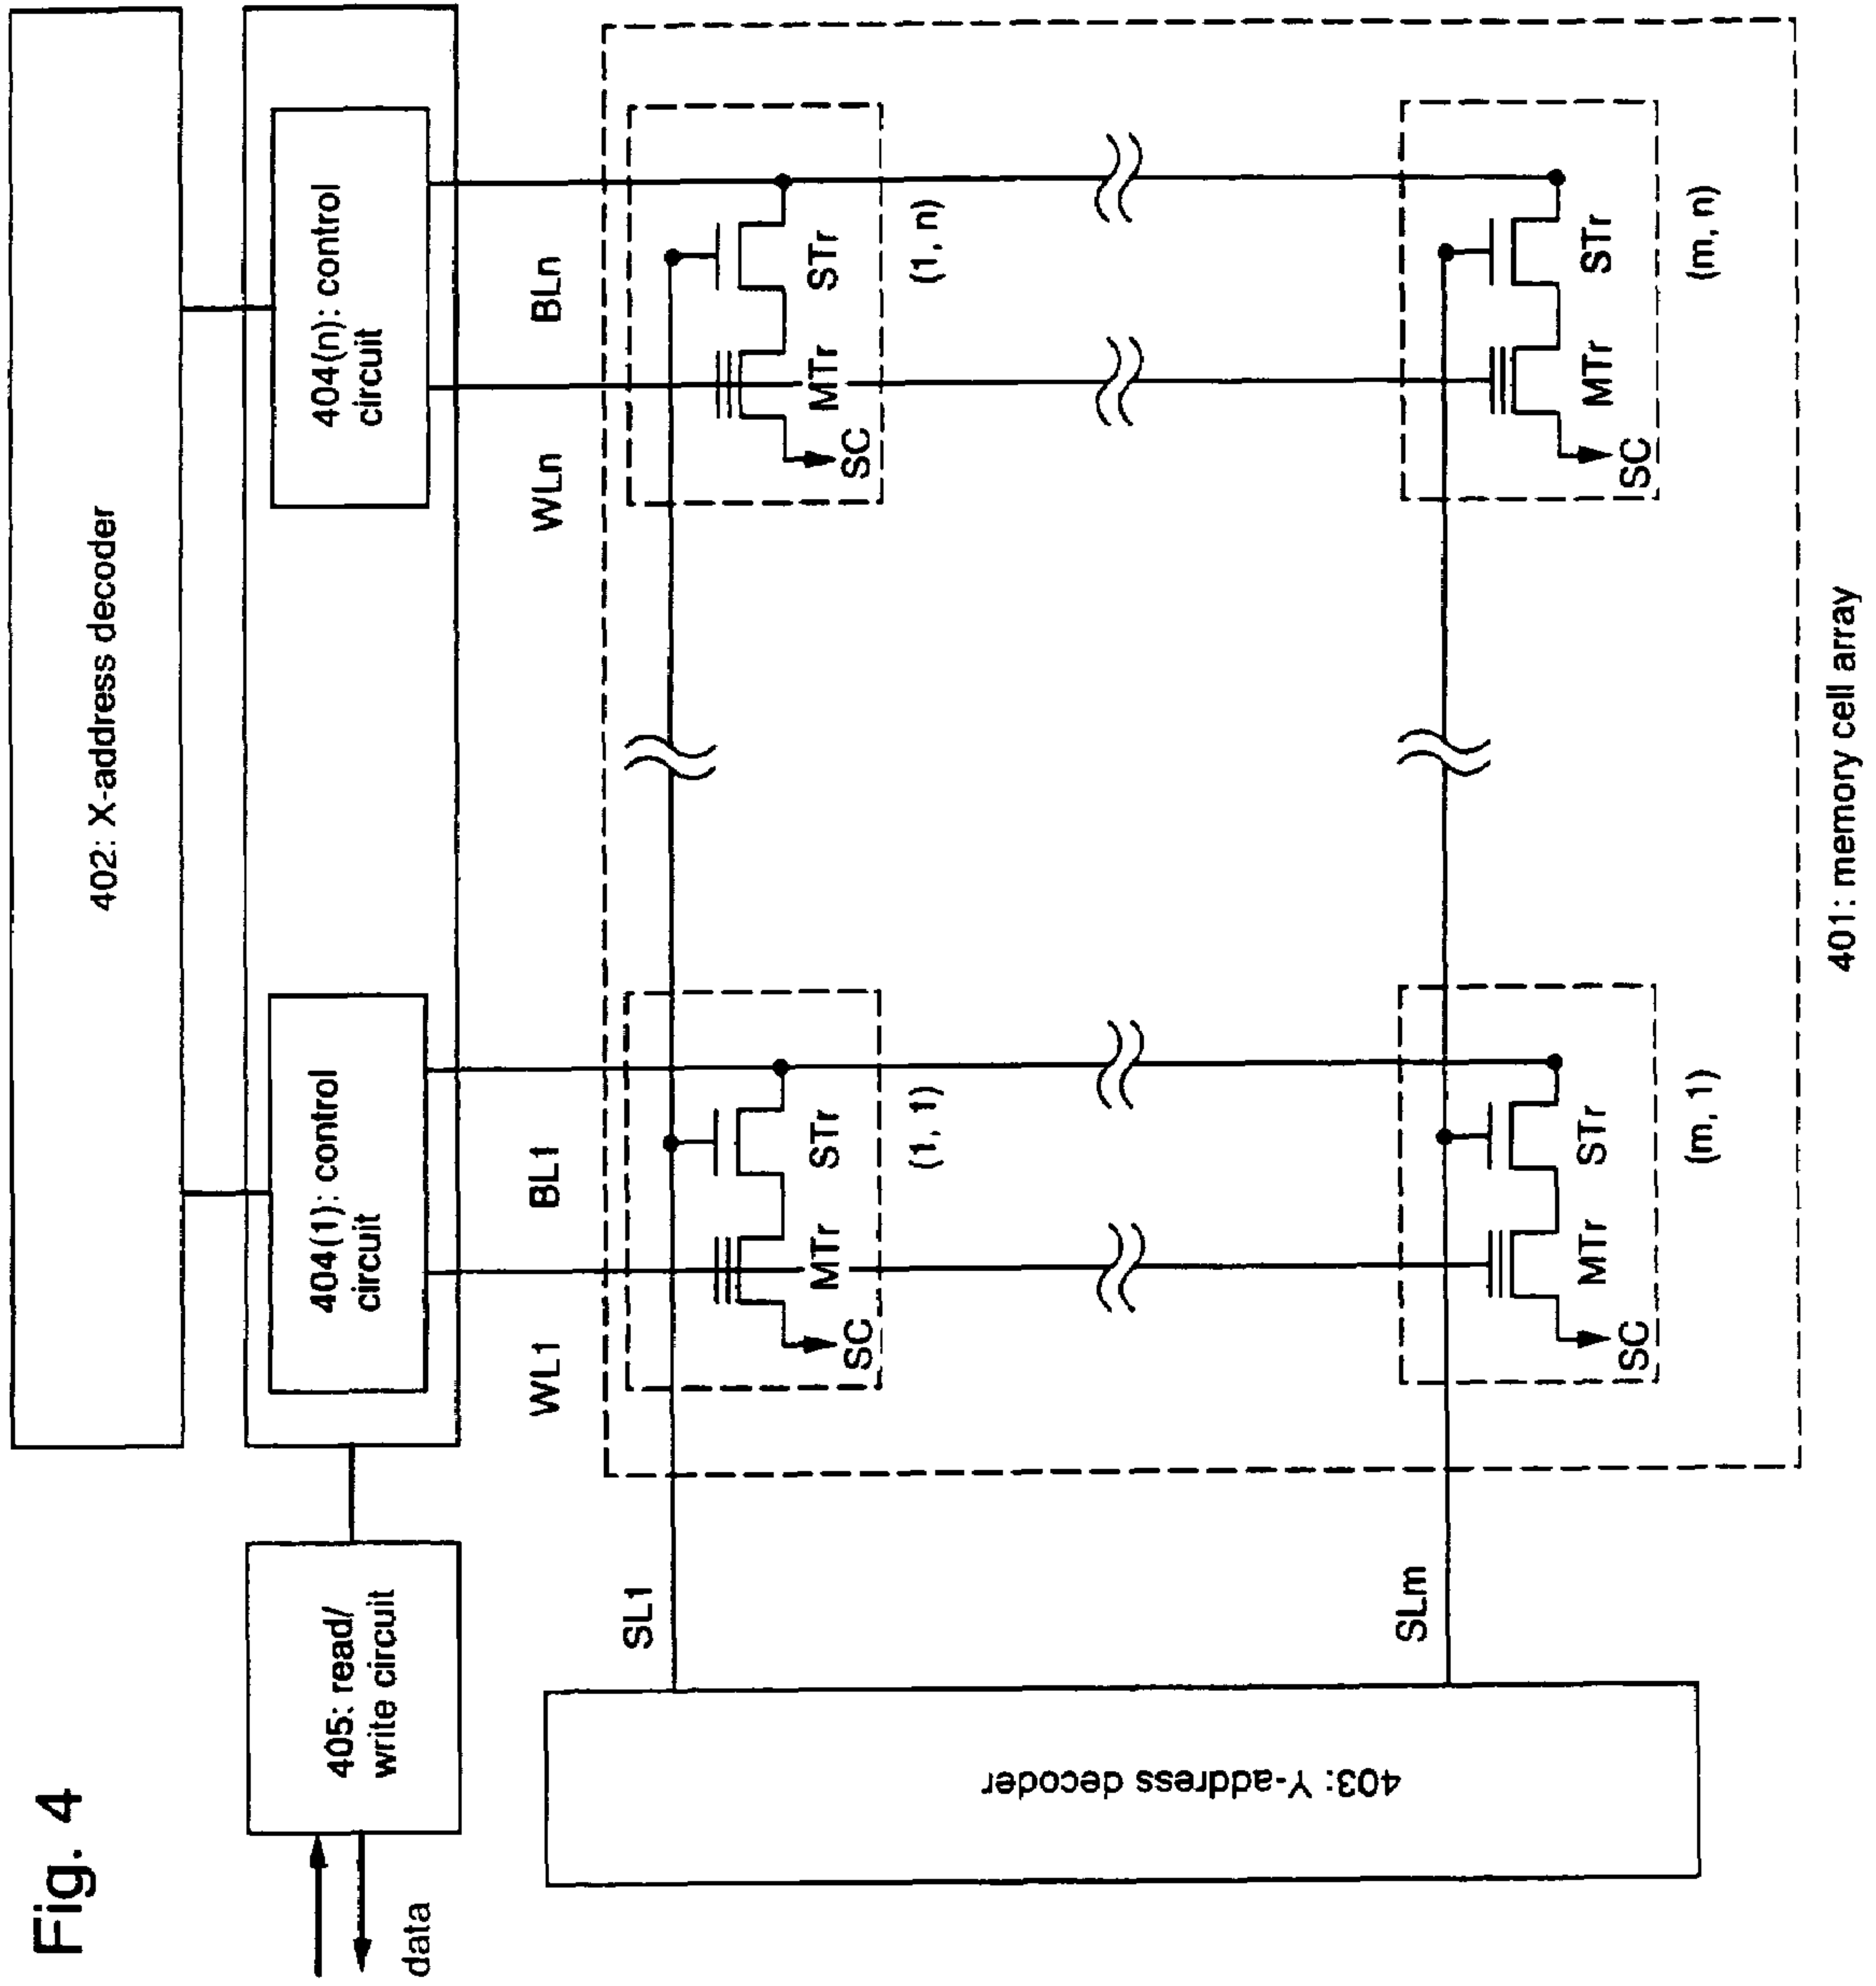 Fig. 4
402: X-address decoder
405: read/
write circuit
data
404(1): control
circuit
404(n): control
circuit
WL1
BL1
WLn
BLn
SL1
SC
MTr
STr
(1, 1)
SC
MTr
STr
(1, n)
403: Y-address decoder
SLm
SC
MTr
STr
(m, 1)
SC
MTr
STr
(m, n)
401: memory cell array